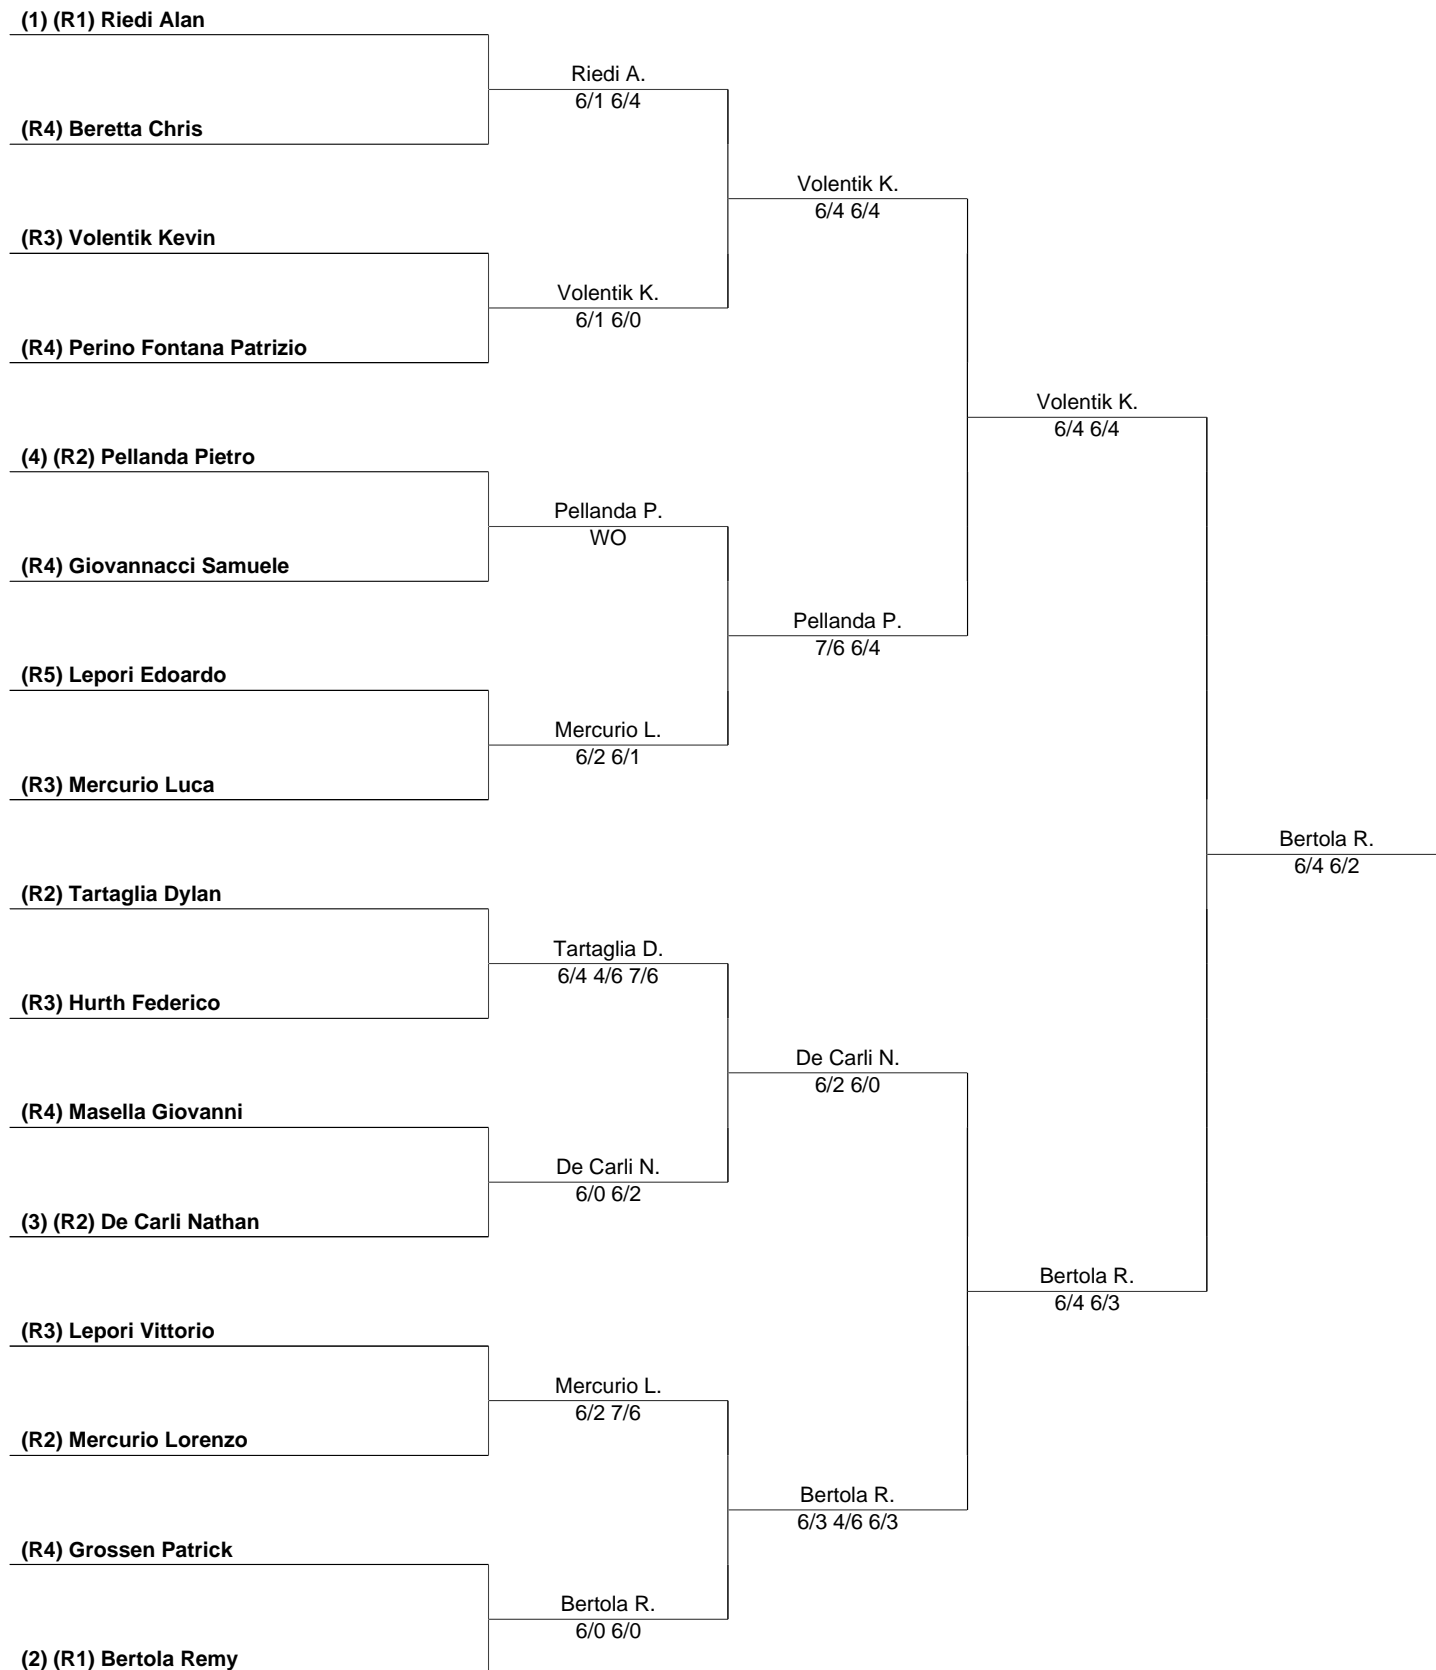 (1) (R1) Riedi Alan
Riedi A.
6/1 6/4
(R4) Beretta Chris
Volentik K.
6/4 6/4
(R3) Volentik Kevin
Volentik K.
6/1 6/0
(R4) Perino Fontana Patrizio
Volentik K.
6/4 6/4
(4) (R2) Pellanda Pietro
Pellanda P.
WO
(R4) Giovannacci Samuele
Pellanda P.
7/6 6/4
(R5) Lepori Edoardo
Mercurio L.
6/2 6/1
(R3) Mercurio Luca
Bertola R.
6/4 6/2
(R2) Tartaglia Dylan
Tartaglia D.
6/4 4/6 7/6
(R3) Hurth Federico
De Carli N.
6/2 6/0
(R4) Masella Giovanni
De Carli N.
6/0 6/2
(3) (R2) De Carli Nathan
Bertola R.
6/4 6/3
(R3) Lepori Vittorio
Mercurio L.
6/2 7/6
(R2) Mercurio Lorenzo
Bertola R.
6/3 4/6 6/3
(R4) Grossen Patrick
Bertola R.
6/0 6/0
(2) (R1) Bertola Remy